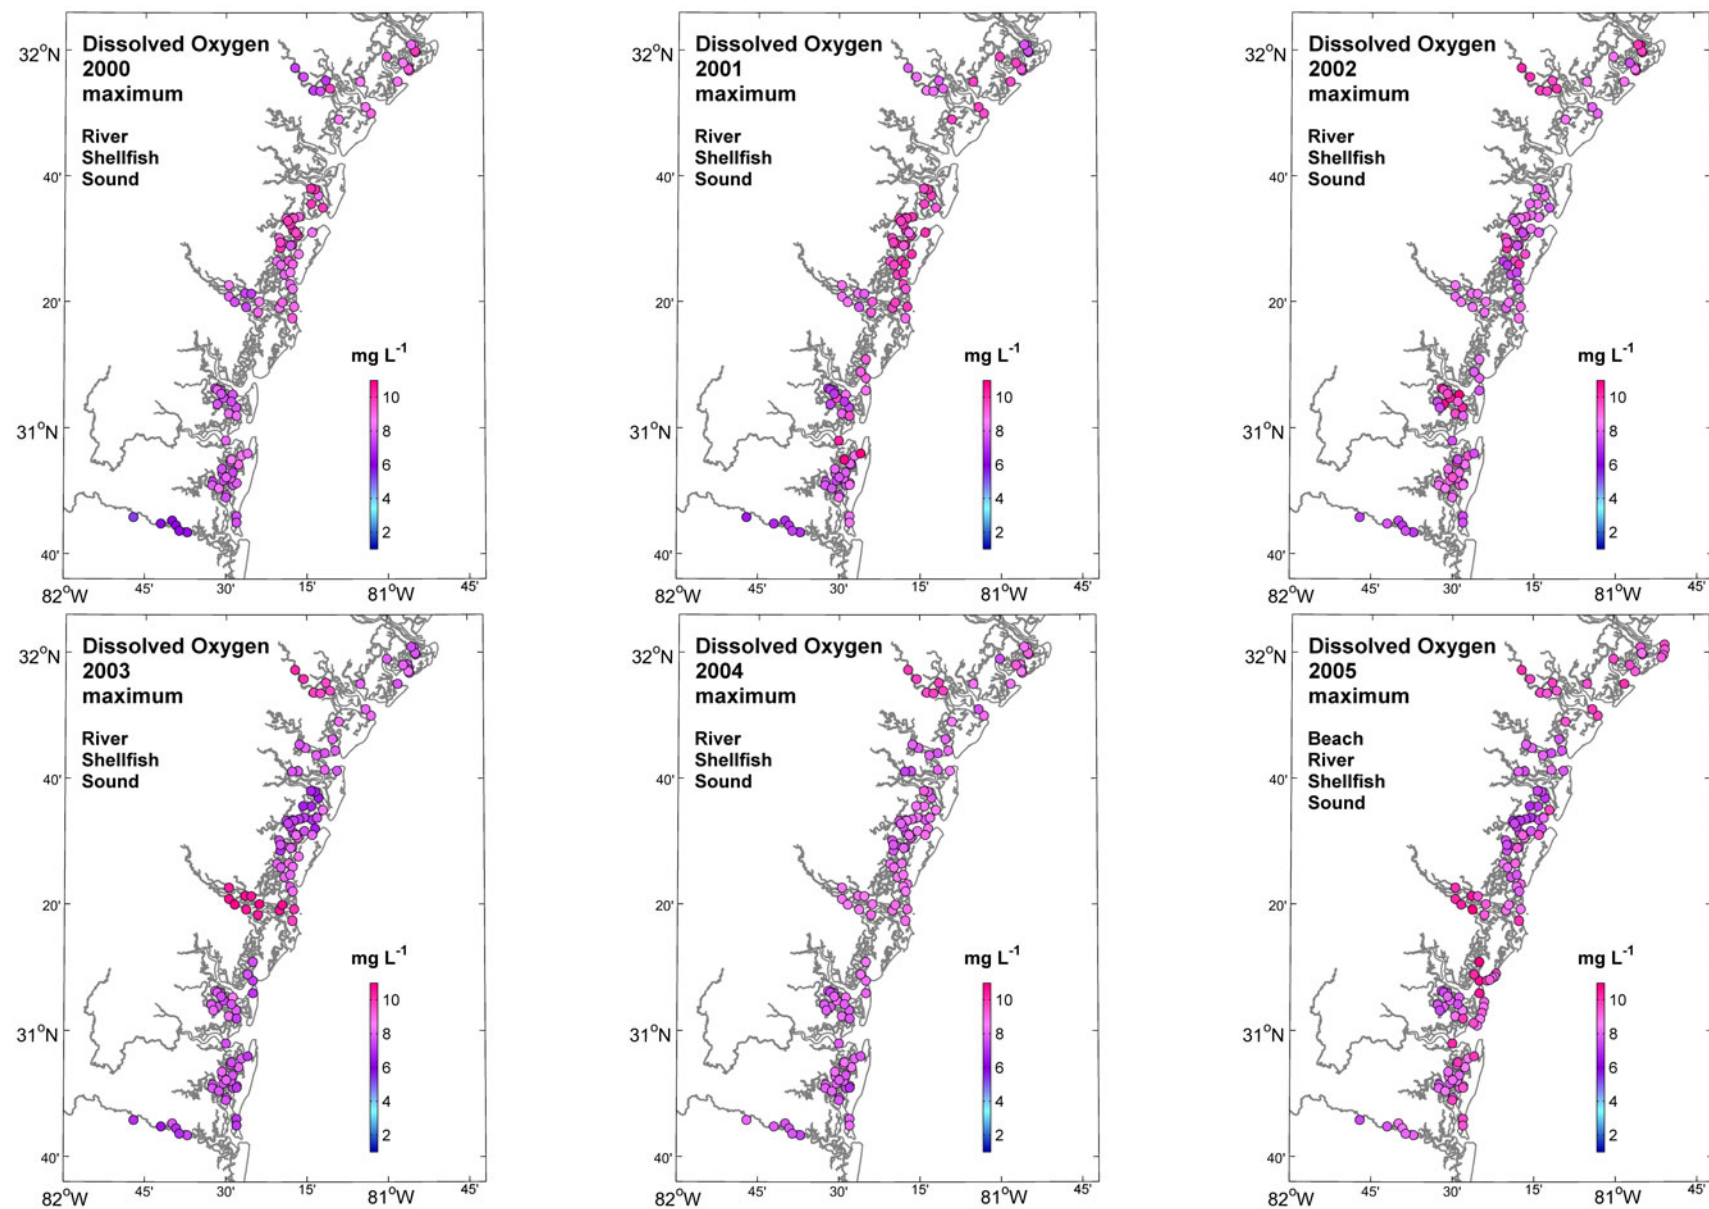 Dissolved Oxygen
2000
maximum
River
Shellfish
Sound
32°N
40'
20'
31°N
40'
82°W
45'
30'
15'
81°W
45'
mg L⁻¹
10
8
6
4
2
Dissolved Oxygen
2001
maximum
River
Shellfish
Sound
32°N
40'
20'
31°N
40'
82°W
45'
30'
15'
81°W
45'
mg L⁻¹
10
8
6
4
2
Dissolved Oxygen
2002
maximum
River
Shellfish
Sound
32°N
40'
20'
31°N
40'
82°W
45'
30'
15'
81°W
45'
mg L⁻¹
10
8
6
4
2
Dissolved Oxygen
2003
maximum
River
Shellfish
Sound
32°N
40'
20'
31°N
40'
82°W
45'
30'
15'
81°W
45'
mg L⁻¹
10
8
6
4
2
Dissolved Oxygen
2004
maximum
River
Shellfish
Sound
32°N
40'
20'
31°N
40'
82°W
45'
30'
15'
81°W
45'
mg L⁻¹
10
8
6
4
2
Dissolved Oxygen
2005
maximum
Beach
River
Shellfish
Sound
32°N
40'
20'
31°N
40'
82°W
45'
30'
15'
81°W
45'
mg L⁻¹
10
8
6
4
2